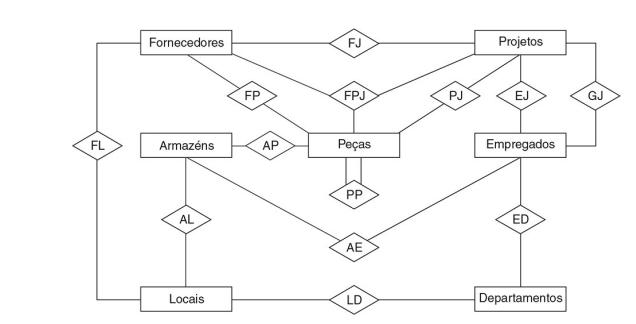 Fornecedores
FJ
Projetos
FP
FPJ
PJ
EJ
GJ
FL
Armazéns
AP
Peças
Empregados
PP
AL
AE
ED
Locais
LD
Departamentos